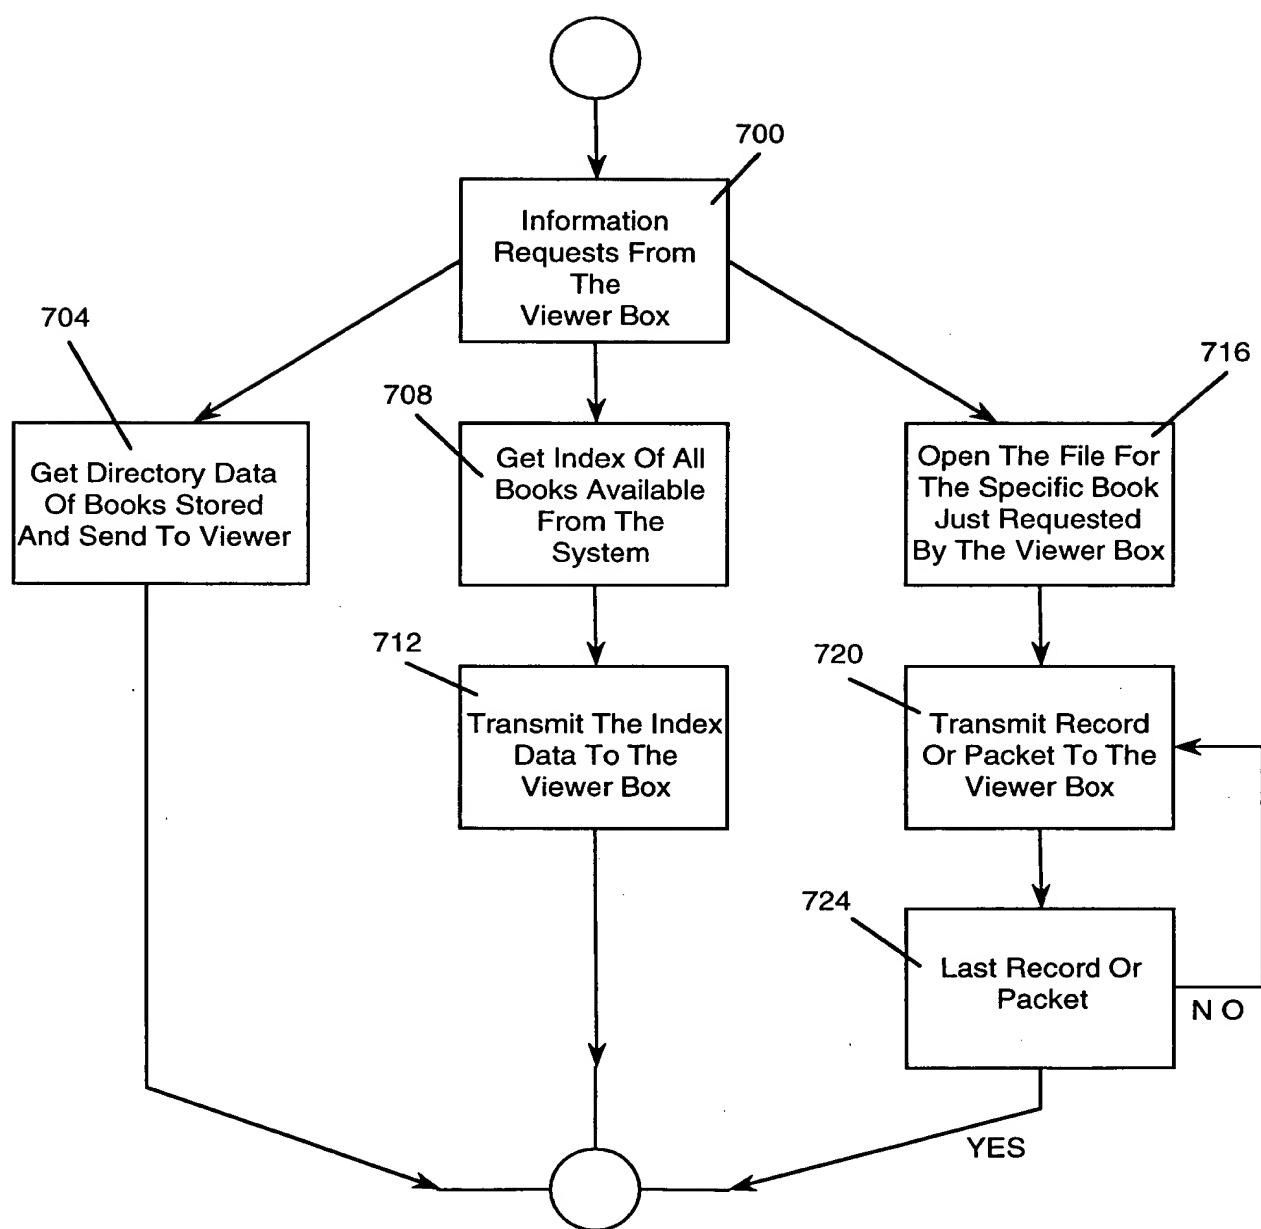 700
Information
Requests From
The
Viewer Box
704
Get Directory Data
Of Books Stored
And Send To Viewer
708
Get Index Of All
Books Available
From The
System
716
Open The File For
The Specific Book
Just Requested
By The Viewer Box
712
Transmit The Index
Data To The
Viewer Box
720
Transmit Record
Or Packet To The
Viewer Box
724
Last Record Or
Packet
N O
YES